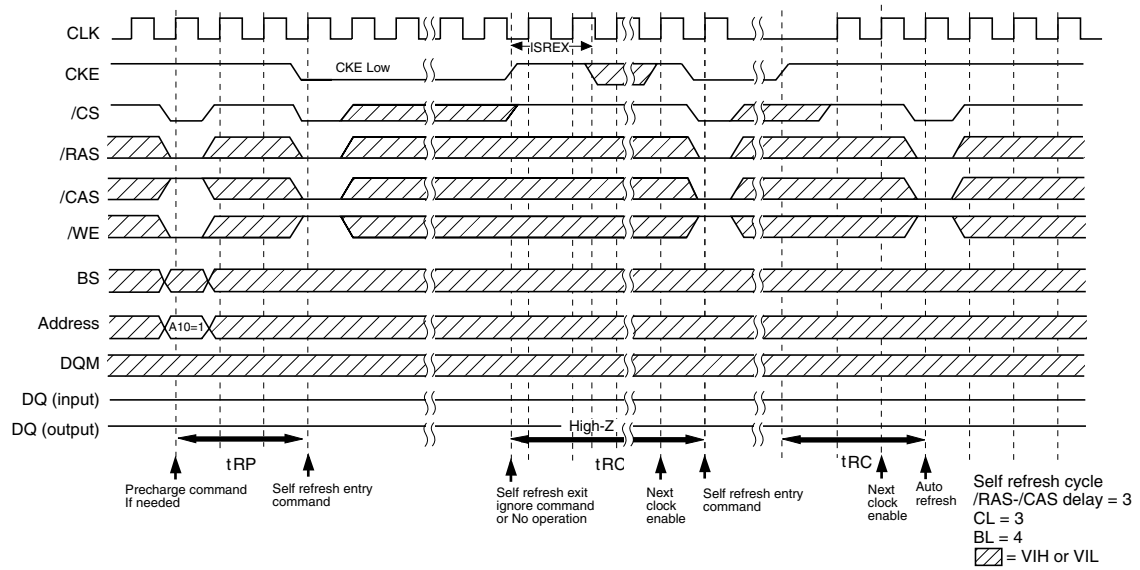 CLK
ISREX
CKE
CKE Low
/CS
/RAS
/CAS
/WE
BS
Address
A10=1
DQM
DQ (input)
DQ (output)
High-Z
tRP
tRC
tRC
Precharge command
If needed
Self refresh entry
command
Self refresh exit
ignore command
or No operation
Next
clock
enable
Self refresh entry
command
Next
clock
enable
Auto
refresh
Self refresh cycle
/RAS-/CAS delay = 3
CL = 3
BL = 4
= VIH or VIL